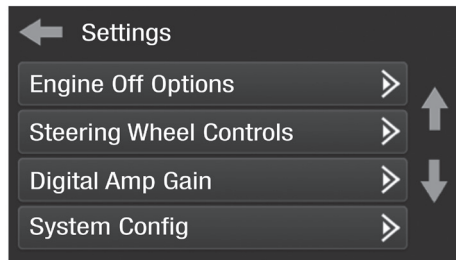 Settings
Engine Off Options
Steering Wheel Controls
Digital Amp Gain
System Config